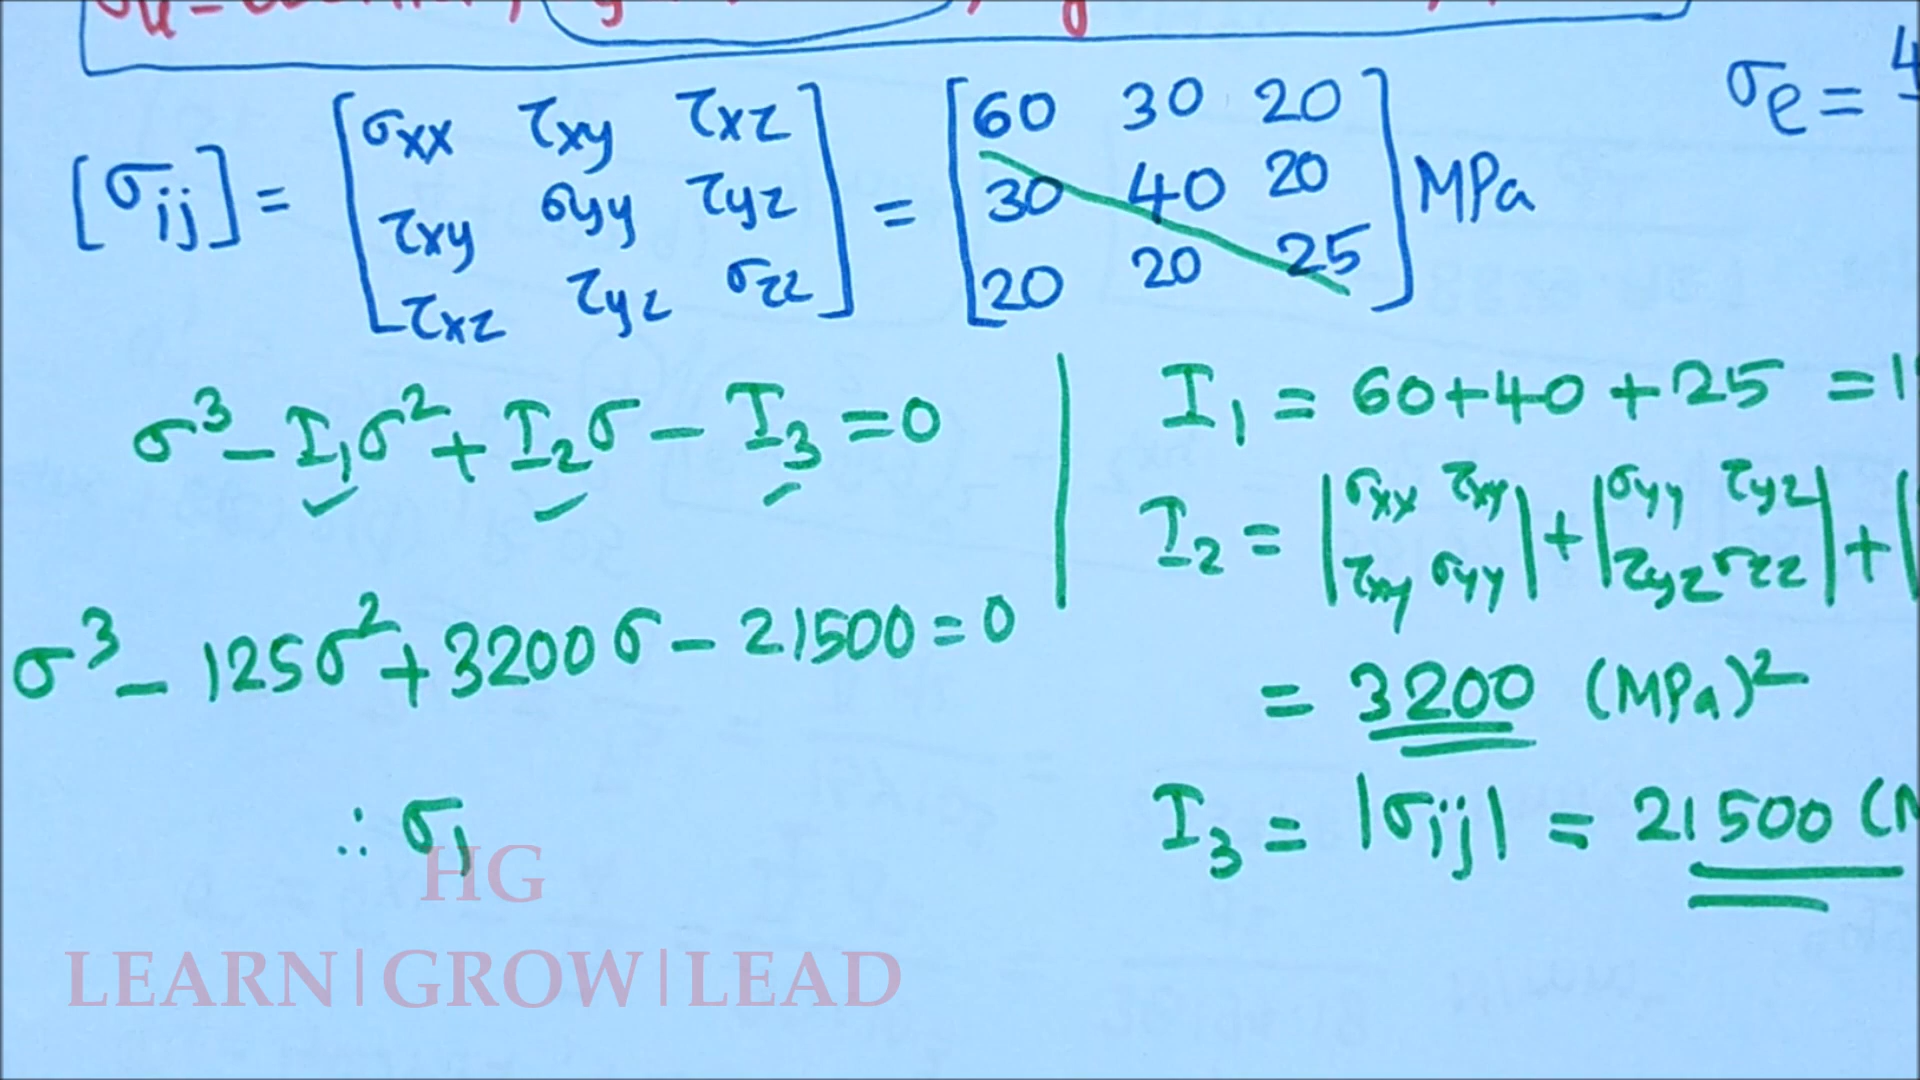 [σij] = [σxx τxy τxz τxy σyy τyz τxz τyz σzz] = [60 30 20 30 40 20 20 20 25] MPa
σe = 4
σ³ - I₁σ² + I₂σ - I₃ = 0
I₁ = 60+40+25 = 1
I₂ = |σxx τxy τxy σyy| + |σyy τyz τyz σzz| + |
σ³ - 125σ² + 3200σ - 21500 = 0
= 3200 (MPa)²
∴ σ₁
I₃ = |σij| = 21500 (M
HG
LEARN|GROW|LEAD